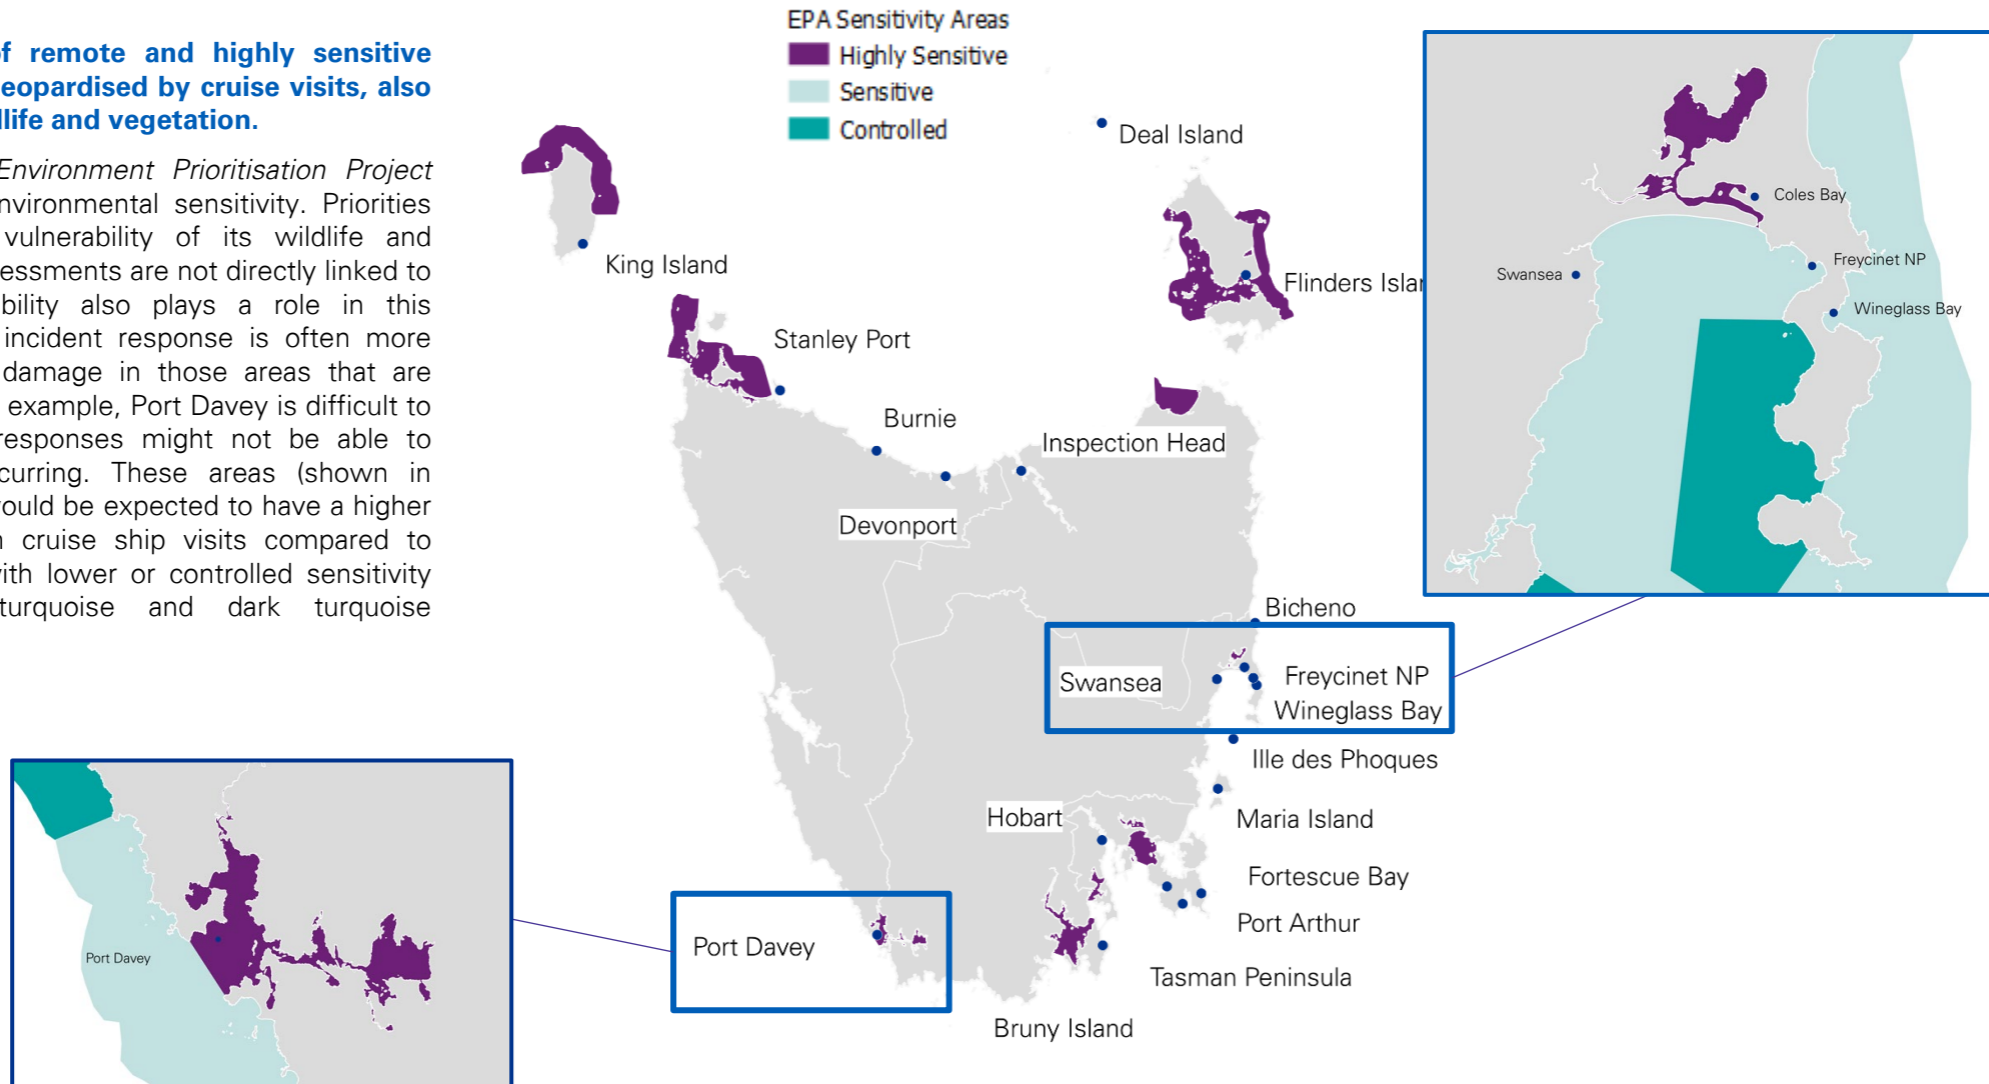 of remote and highly sensitive
jeopardised by cruise visits, also
dlife and vegetation.
Environment Prioritisation Project
nvironmental sensitivity. Priorities
vulnerability of its wildlife and
essments are not directly linked to
bility also plays a role in this
incident response is often more
damage in those areas that are
example, Port Davey is difficult to
responses might not be able to
curring. These areas (shown in
ould be expected to have a higher
cruise ship visits compared to
with lower or controlled sensitivity
turquoise and dark turquoise
EPA Sensitivity Areas
Highly Sensitive
Sensitive
Controlled
Deal Island
King Island
Flinders Islan
Stanley Port
Burnie
Inspection Head
Devonport
Bicheno
Swansea
Freycinet NP
Wineglass Bay
Ille des Phoques
Hobart
Maria Island
Fortescue Bay
Port Arthur
Port Davey
Tasman Peninsula
Bruny Island
Coles Bay
Freycinet NP
Swansea
Wineglass Bay
Port Davey